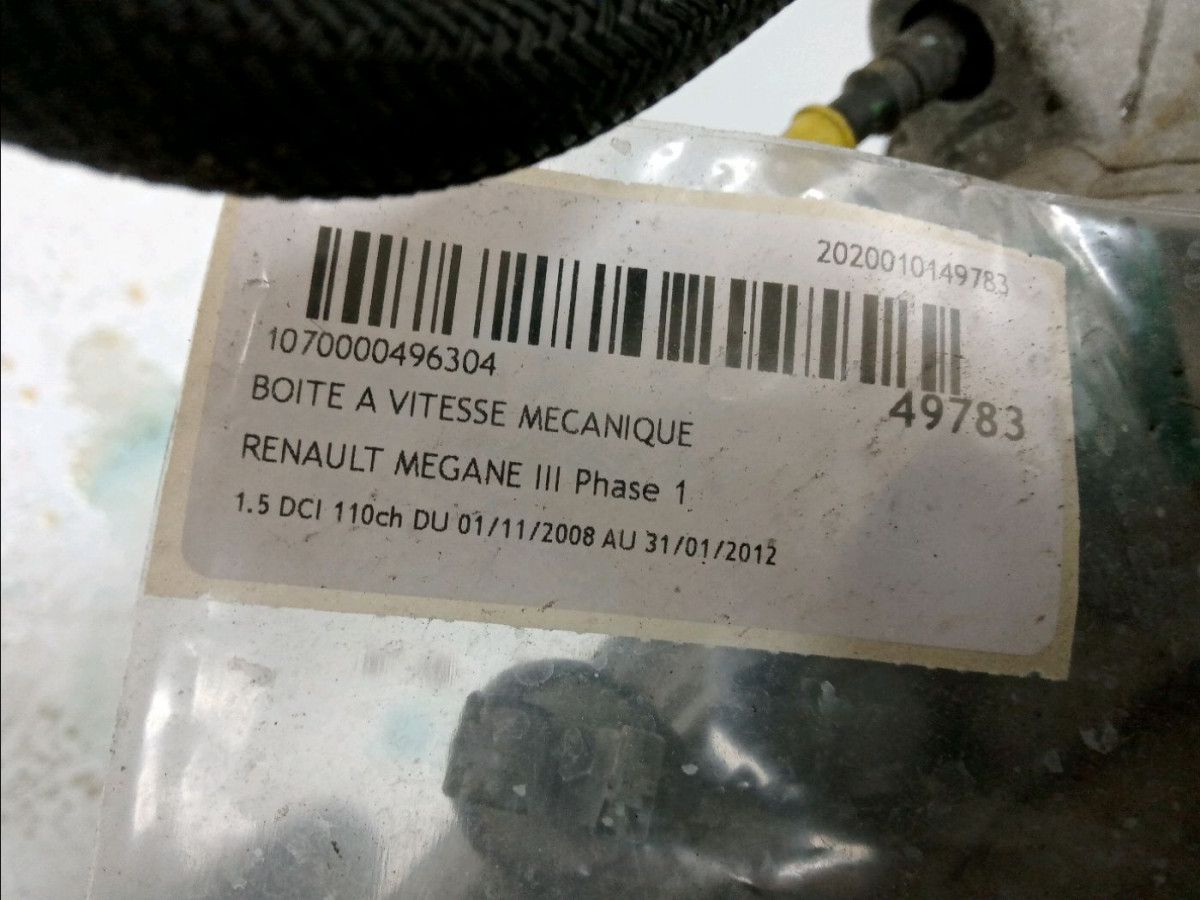 2020010149783
1070000496304
49783
BOITE A VITESSE MECANIQUE
RENAULT MEGANE III Phase 1
1.5 DCI 110ch DU 01/11/2008 AU 31/01/2012